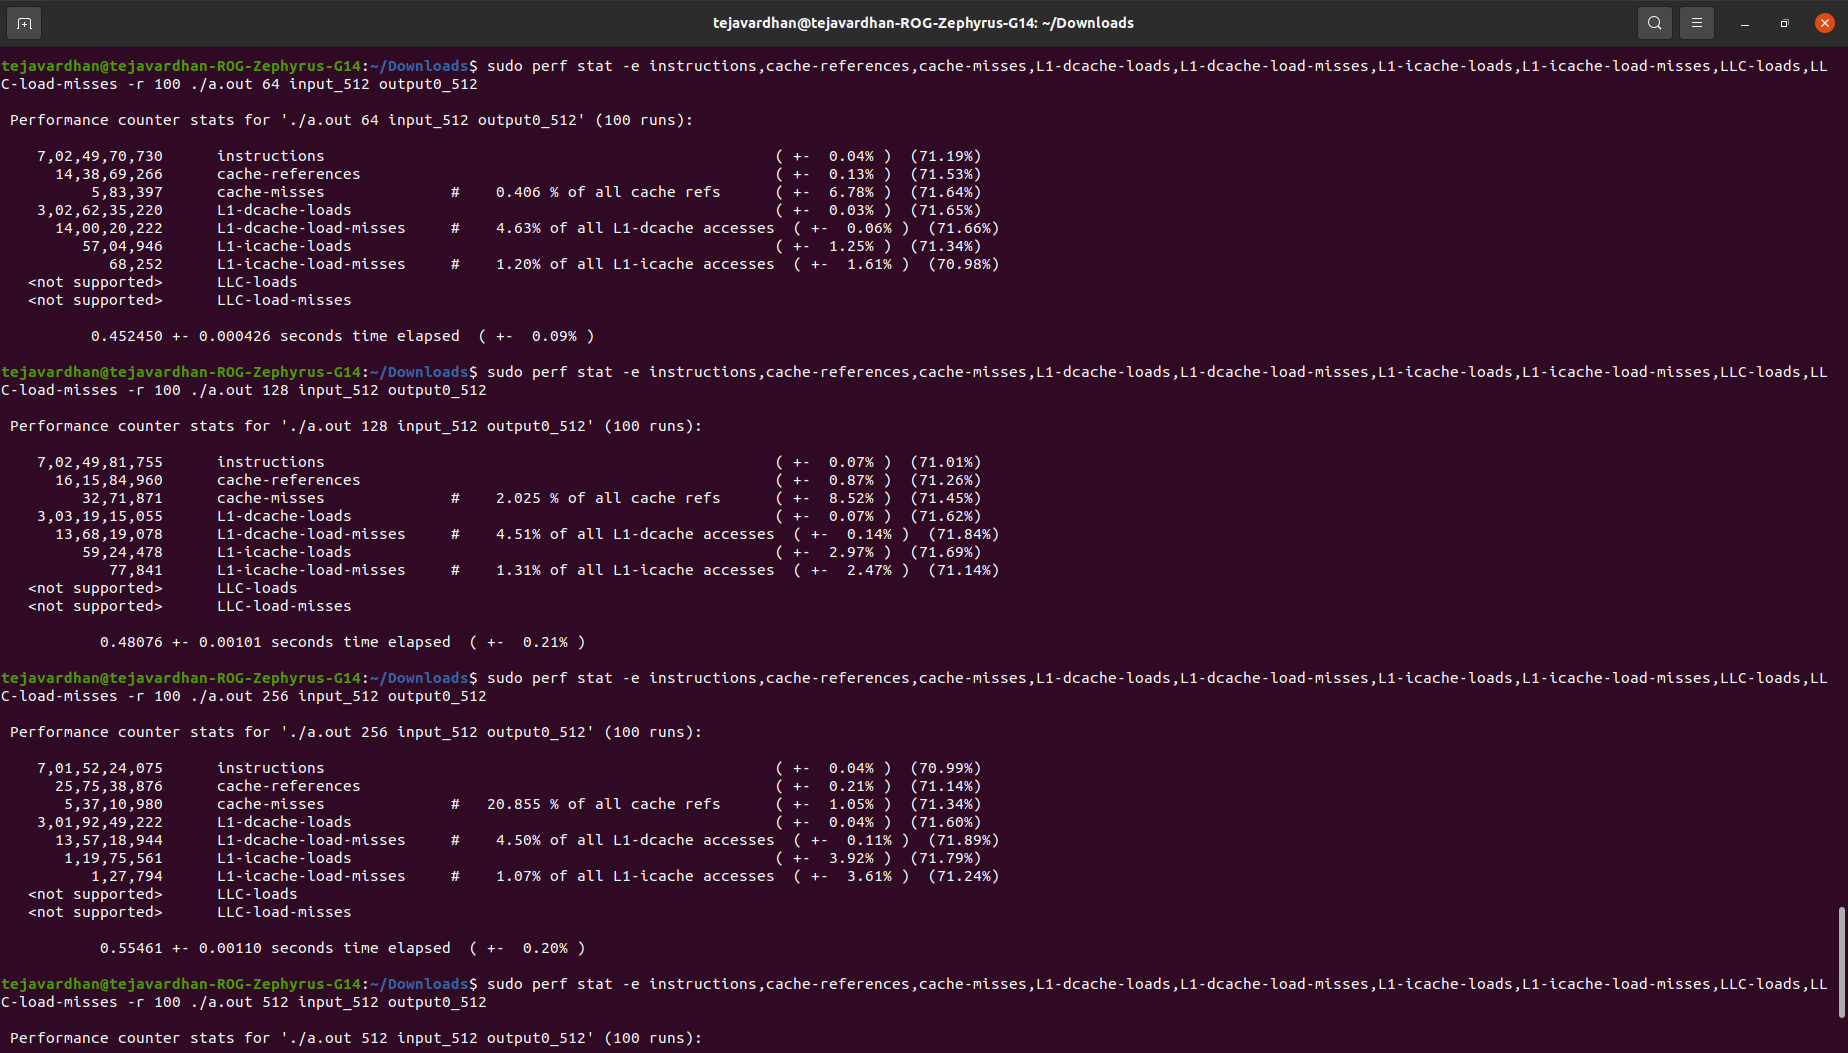 tejavardhan@tejavardhan-ROG-Zephyrus-G14: ~/Downloads
tejavardhan@tejavardhan-ROG-Zephyrus-G14:~/Downloads$ sudo perf stat -e instructions,cache-references,cache-misses,L1-dcache-loads,L1-dcache-load-misses,L1-icache-loads,L1-icache-load-misses,LLC-loads,LL
C-load-misses -r 100 ./a.out 64 input_512 output0_512
Performance counter stats for './a.out 64 input_512 output0_512' (100 runs):
7,02,49,70,730 instructions ( +- 0.04% ) (71.19%)
14,38,69,266 cache-references ( +- 0.13% ) (71.53%)
5,83,397 cache-misses # 0.406 % of all cache refs ( +- 6.78% ) (71.64%)
3,02,62,35,220 L1-dcache-loads ( +- 0.03% ) (71.65%)
14,00,20,222 L1-dcache-load-misses # 4.63% of all L1-dcache accesses ( +- 0.06% ) (71.66%)
57,04,946 L1-icache-loads ( +- 1.25% ) (71.34%)
68,252 L1-icache-load-misses # 1.20% of all L1-icache accesses ( +- 1.61% ) (70.98%)
<not supported> LLC-loads
<not supported> LLC-load-misses
0.452450 +- 0.000426 seconds time elapsed ( +- 0.09% )
tejavardhan@tejavardhan-ROG-Zephyrus-G14:~/Downloads$ sudo perf stat -e instructions,cache-references,cache-misses,L1-dcache-loads,L1-dcache-load-misses,L1-icache-loads,L1-icache-load-misses,LLC-loads,LL
C-load-misses -r 100 ./a.out 128 input_512 output0_512
Performance counter stats for './a.out 128 input_512 output0_512' (100 runs):
7,02,49,81,755 instructions ( +- 0.07% ) (71.01%)
16,15,84,960 cache-references ( +- 0.87% ) (71.26%)
32,71,871 cache-misses # 2.025 % of all cache refs ( +- 8.52% ) (71.45%)
3,03,19,15,055 L1-dcache-loads ( +- 0.07% ) (71.62%)
13,68,19,078 L1-dcache-load-misses # 4.51% of all L1-dcache accesses ( +- 0.14% ) (71.84%)
59,24,478 L1-icache-loads ( +- 2.97% ) (71.69%)
77,841 L1-icache-load-misses # 1.31% of all L1-icache accesses ( +- 2.47% ) (71.14%)
<not supported> LLC-loads
<not supported> LLC-load-misses
0.48076 +- 0.00101 seconds time elapsed ( +- 0.21% )
tejavardhan@tejavardhan-ROG-Zephyrus-G14:~/Downloads$ sudo perf stat -e instructions,cache-references,cache-misses,L1-dcache-loads,L1-dcache-load-misses,L1-icache-loads,L1-icache-load-misses,LLC-loads,LL
C-load-misses -r 100 ./a.out 256 input_512 output0_512
Performance counter stats for './a.out 256 input_512 output0_512' (100 runs):
7,01,52,24,075 instructions ( +- 0.04% ) (70.99%)
25,75,38,876 cache-references ( +- 0.21% ) (71.14%)
5,37,10,980 cache-misses # 20.855 % of all cache refs ( +- 1.05% ) (71.34%)
3,01,92,49,222 L1-dcache-loads ( +- 0.04% ) (71.60%)
13,57,18,944 L1-dcache-load-misses # 4.50% of all L1-dcache accesses ( +- 0.11% ) (71.89%)
1,19,75,561 L1-icache-loads ( +- 3.92% ) (71.79%)
1,27,794 L1-icache-load-misses # 1.07% of all L1-icache accesses ( +- 3.61% ) (71.24%)
<not supported> LLC-loads
<not supported> LLC-load-misses
0.55461 +- 0.00110 seconds time elapsed ( +- 0.20% )
tejavardhan@tejavardhan-ROG-Zephyrus-G14:~/Downloads$ sudo perf stat -e instructions,cache-references,cache-misses,L1-dcache-loads,L1-dcache-load-misses,L1-icache-loads,L1-icache-load-misses,LLC-loads,LL
C-load-misses -r 100 ./a.out 512 input_512 output0_512
Performance counter stats for './a.out 512 input_512 output0_512' (100 runs):